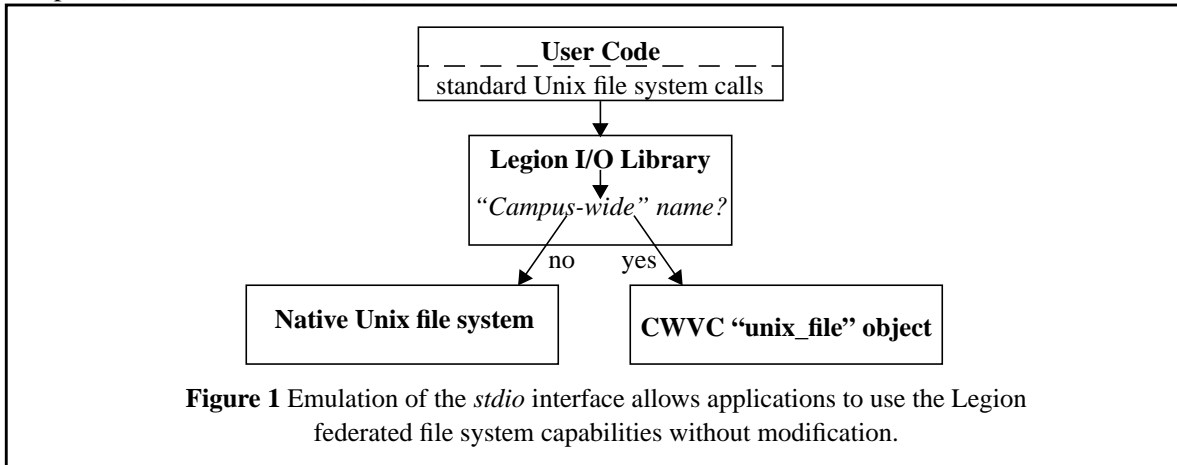 User Code
standard Unix file system calls
Legion I/O Library
“Campus-wide” name?
no yes
Native Unix file system
CWVC “unix_file” object
Figure 1 Emulation of the stdio interface allows applications to use the Legion
federated file system capabilities without modification.